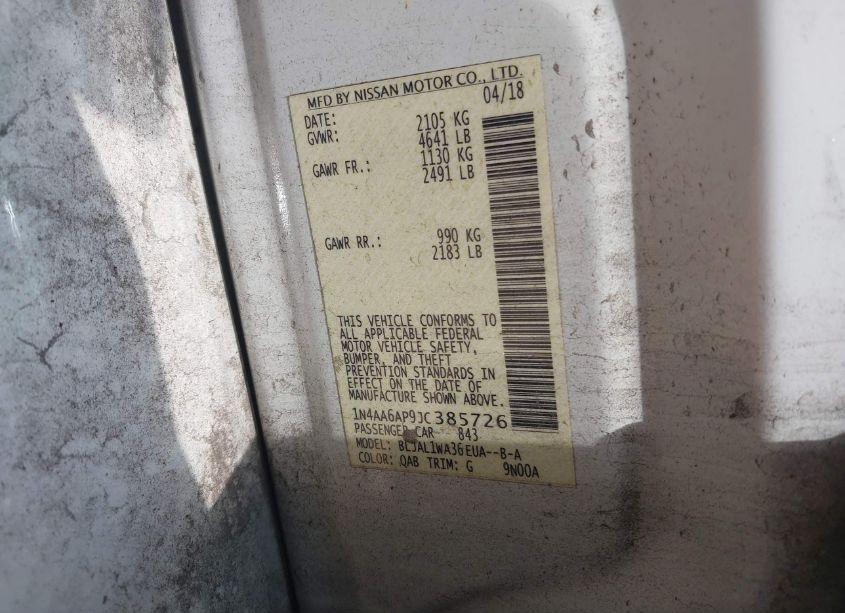 MFD BY NISSAN MOTOR CO., LTD.
DATE: 04/18
GVWR: 2105 KG
4641 LB
GAWR FR.: 1130 KG
2491 LB
GAWR RR.: 990 KG
2183 LB
THIS VEHICLE CONFORMS TO
ALL APPLICABLE FEDERAL
MOTOR VEHICLE SAFETY,
BUMPER, AND THEFT
PREVENTION STANDARDS IN
EFFECT ON THE DATE OF
MANUFACTURE SHOWN ABOVE.
1N4AA6AP9JC385726
PASSENGER CAR 843
MODEL: BLJAL1WA36EUA--B-A
COLOR: QAB TRIM: G 9N00A